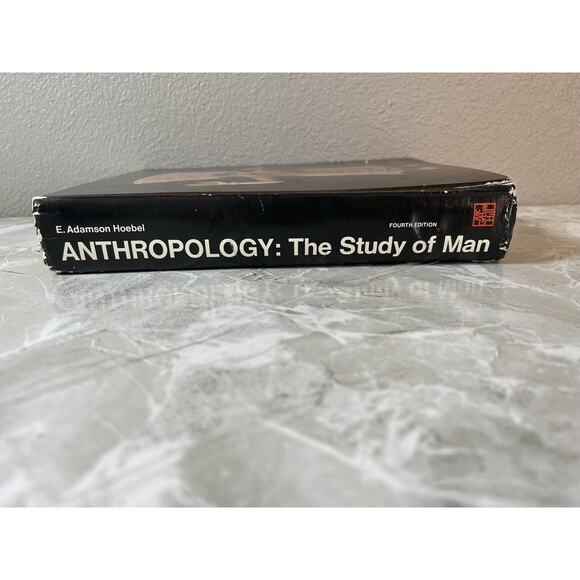 E. Adamson Hoebel
FOURTH EDITION
ANTHROPOLOGY: The Study of Man